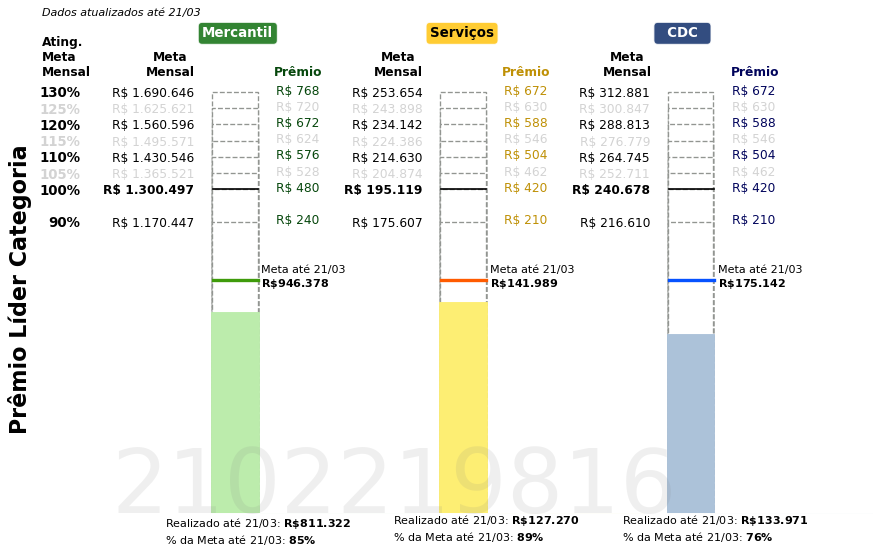 Dados atualizados até 21/03
Mercantil
Serviços
CDC
Ating. Meta Mensal
Meta Mensal
Prêmio
Meta Mensal
Prêmio
Meta Mensal
Prêmio
130% R$ 1.690.646 R$ 768 R$ 253.654 R$ 672 R$ 312.881 R$ 672
125% R$ 1.625.621 R$ 720 R$ 243.898 R$ 630 R$ 300.847 R$ 630
120% R$ 1.560.596 R$ 672 R$ 234.142 R$ 588 R$ 288.813 R$ 588
115% R$ 1.495.571 R$ 624 R$ 224.386 R$ 546 R$ 276.779 R$ 546
110% R$ 1.430.546 R$ 576 R$ 214.630 R$ 504 R$ 264.745 R$ 504
105% R$ 1.365.521 R$ 528 R$ 204.874 R$ 462 R$ 252.711 R$ 462
100% R$ 1.300.497 R$ 480 R$ 195.119 R$ 420 R$ 240.678 R$ 420
90% R$ 1.170.447 R$ 240 R$ 175.607 R$ 210 R$ 216.610 R$ 210
Meta até 21/03
R$946.378
Meta até 21/03
R$141.989
Meta até 21/03
R$175.142
Prêmio Líder Categoria
2102219816
Realizado até 21/03: R$811.322
% da Meta até 21/03: 85%
Realizado até 21/03: R$127.270
% da Meta até 21/03: 89%
Realizado até 21/03: R$133.971
% da Meta até 21/03: 76%